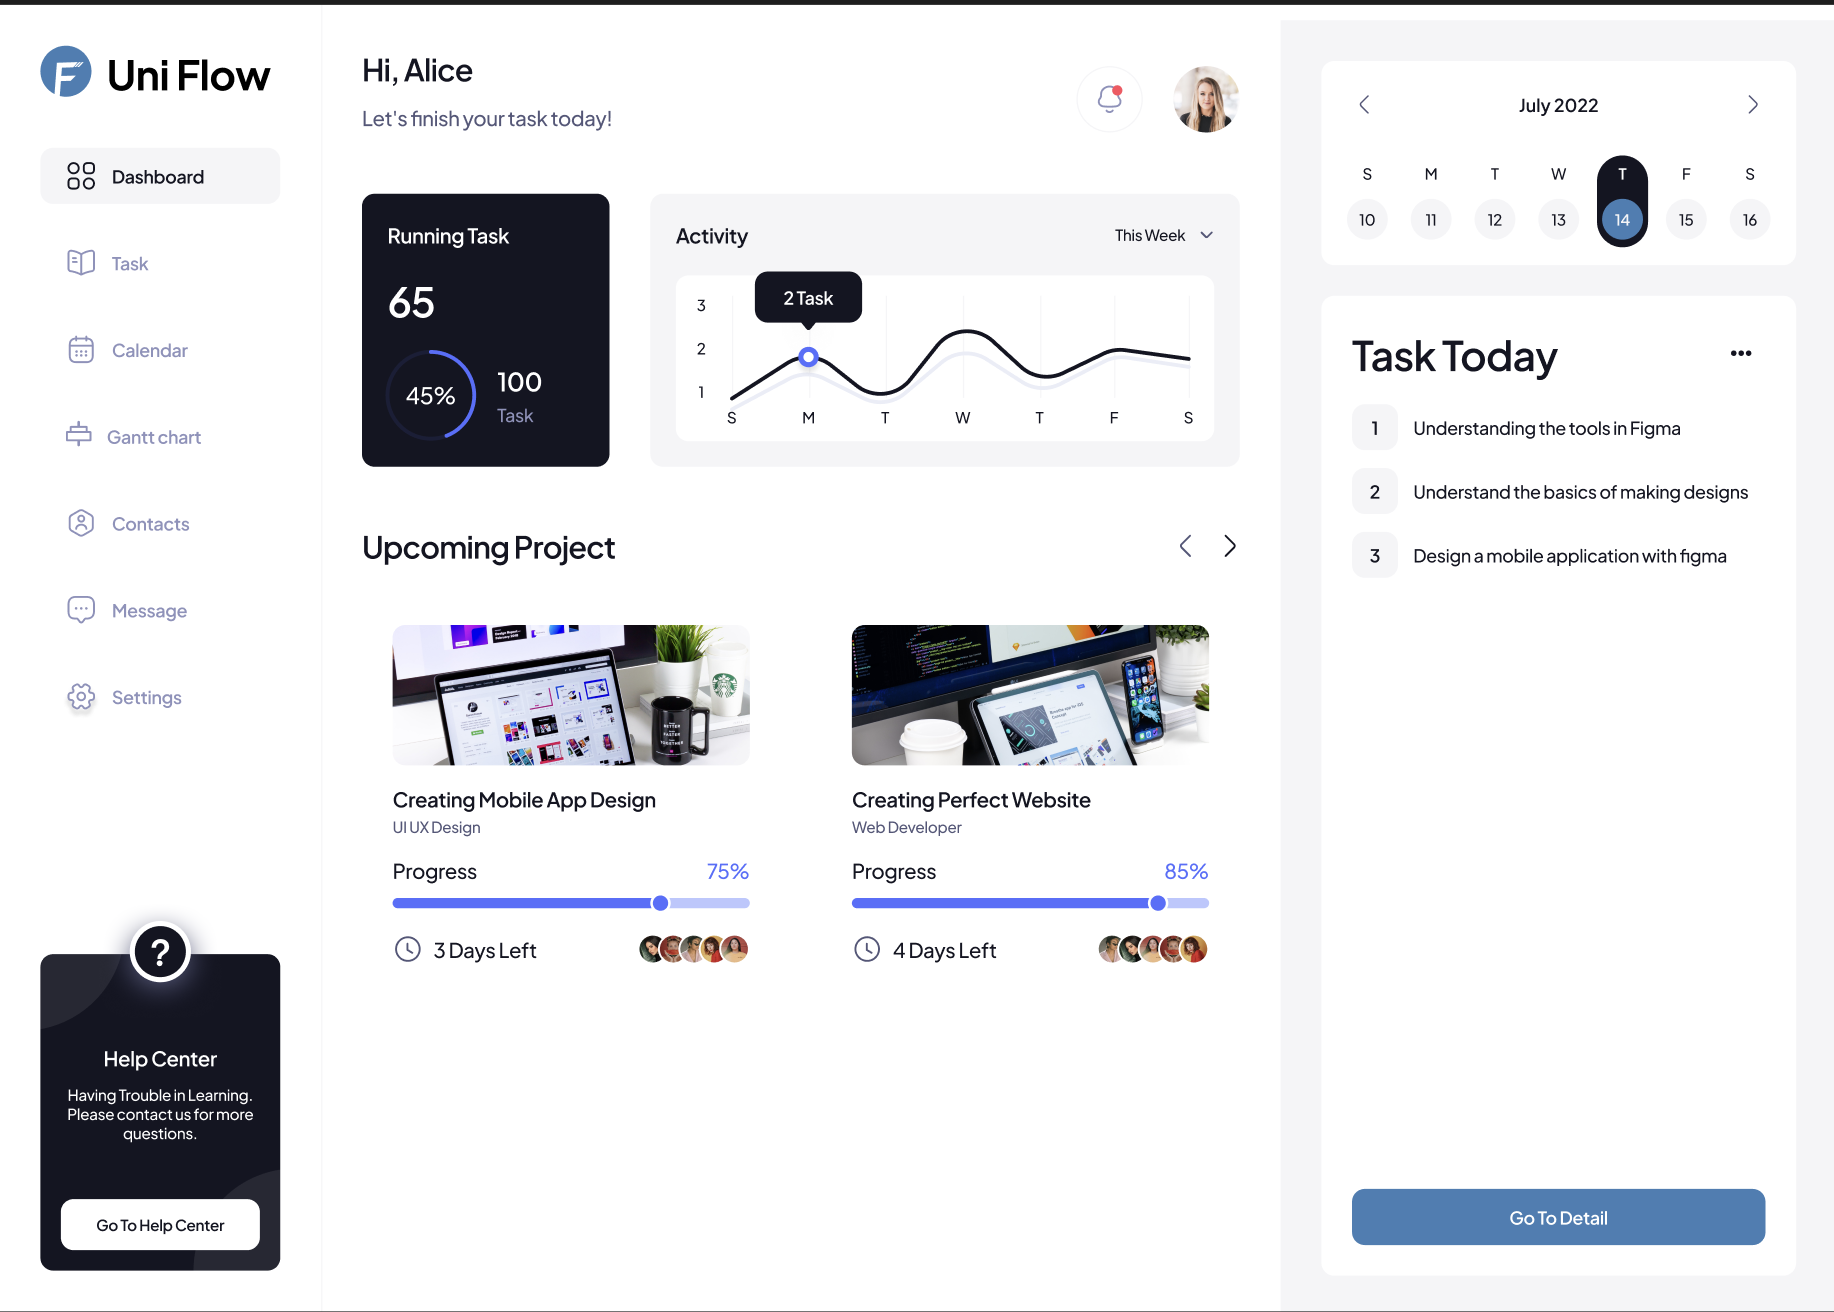 Uni Flow
Dashboard
Task
Calendar
Gantt chart
Contacts
Message
Settings
?
Help Center
Having Trouble in Learning.
Please contact us for more
questions.
Go To Help Center
Hi, Alice
Let's finish your task today!
Running Task
65
45%
100
Task
Activity
This Week
2 Task
3
2
1
S M T W T F S
Upcoming Project
BETTER
FASTER
TOGETHER
Creating Mobile App Design
UI UX Design
Progress 75%
3 Days Left
Creating Perfect Website
Web Developer
Progress 85%
4 Days Left
July 2022
S M T W T F S
10 11 12 13 14 15 16
Task Today
1 Understanding the tools in Figma
2 Understand the basics of making designs
3 Design a mobile application with figma
Go To Detail